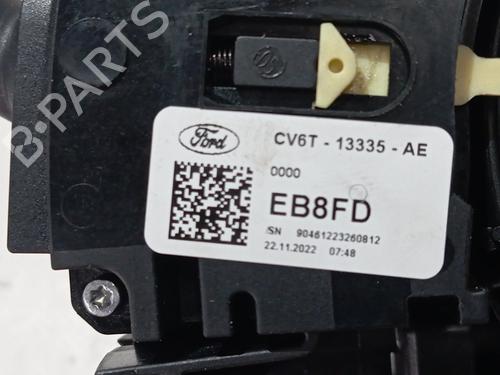 Ford
CV6T - 13335 - AE
0000
EB8FD
SN 90461223260812
22.11.2022 07:48
B-PARTS